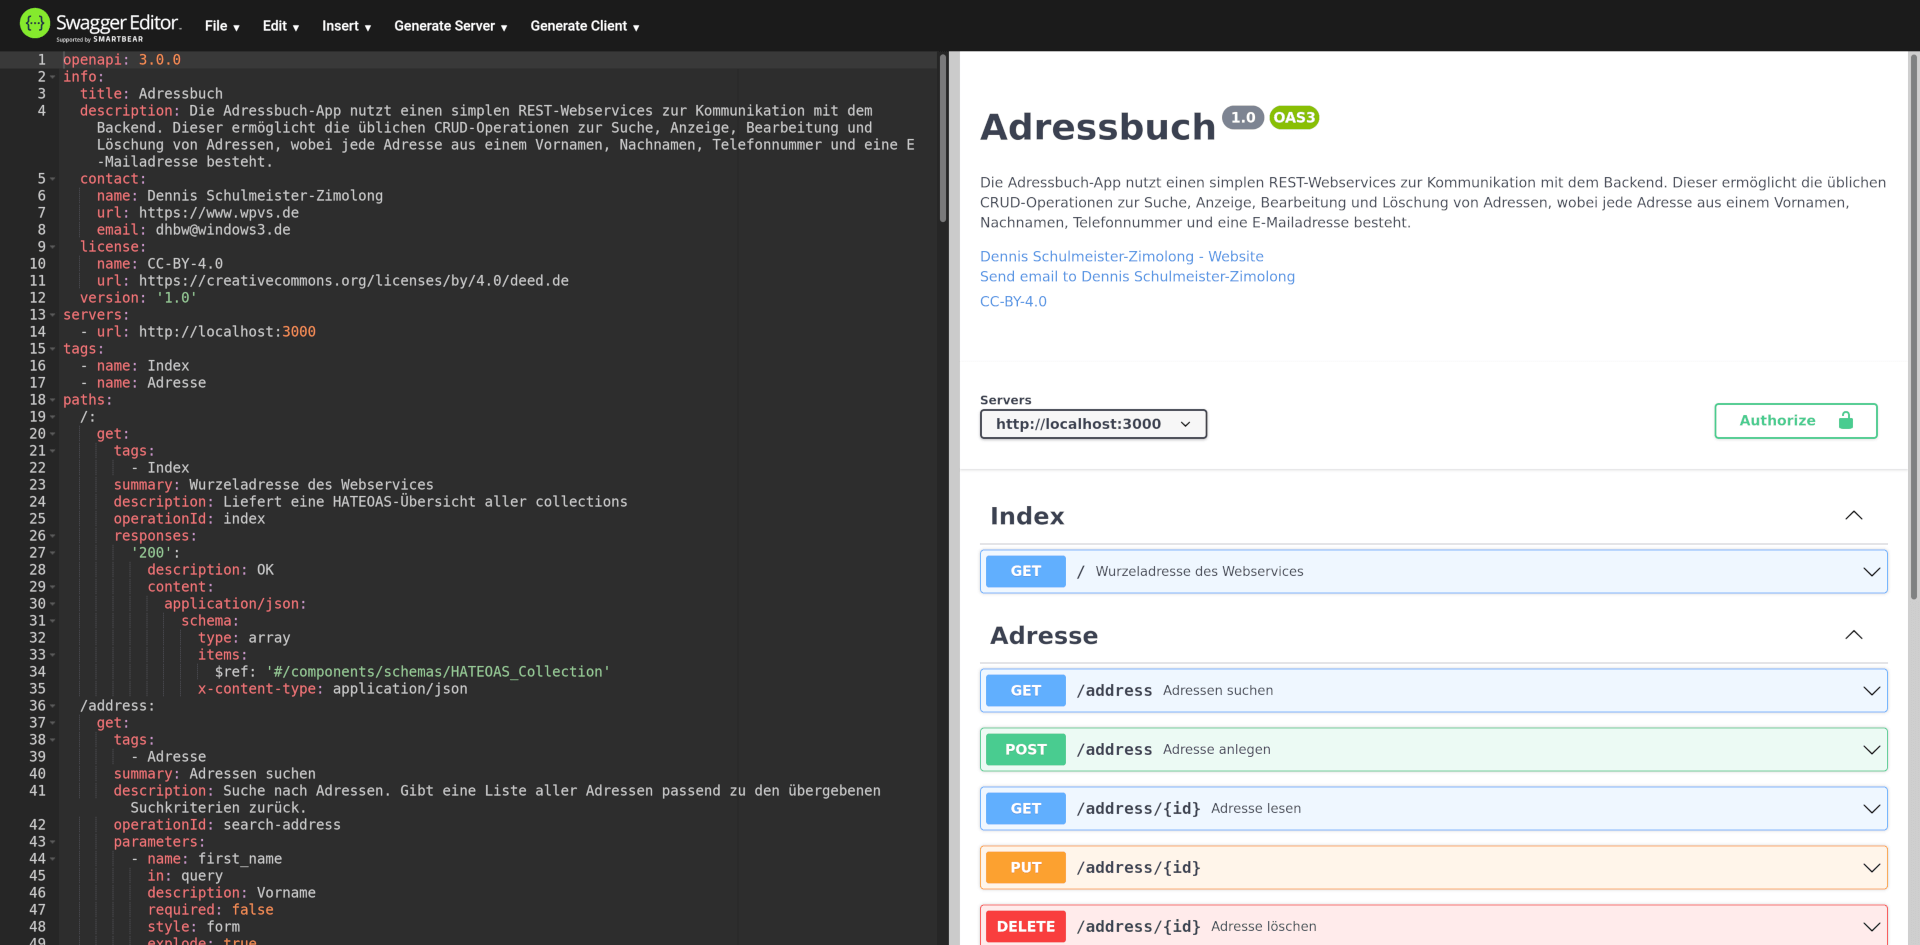 Swagger Editor.
Supported by SMARTBEAR
File Edit Insert Generate Server Generate Client
1 openapi: 3.0.0
2 info:
3 title: Adressbuch
4 description: Die Adressbuch-App nutzt einen simplen REST-Webservices zur Kommunikation mit dem
Backend. Dieser ermöglicht die üblichen CRUD-Operationen zur Suche, Anzeige, Bearbeitung und
Löschung von Adressen, wobei jede Adresse aus einem Vornamen, Nachnamen, Telefonnummer und eine E
-Mailadresse besteht.
5 contact:
6 name: Dennis Schulmeister-Zimolong
7 url: https://www.wpvs.de
8 email: dhbw@windows3.de
9 license:
10 name: CC-BY-4.0
11 url: https://creativecommons.org/licenses/by/4.0/deed.de
12 version: '1.0'
13 servers:
14 - url: http://localhost:3000
15 tags:
16 - name: Index
17 - name: Adresse
18 paths:
19 /:
20 get:
21 tags:
22 - Index
23 summary: Wurzeladresse des Webservices
24 description: Liefert eine HATEOAS-Übersicht aller collections
25 operationId: index
26 responses:
27 '200':
28 description: OK
29 content:
30 application/json:
31 schema:
32 type: array
33 items:
34 $ref: '#/components/schemas/HATEOAS_Collection'
35 x-content-type: application/json
36 /address:
37 get:
38 tags:
39 - Adresse
40 summary: Adressen suchen
41 description: Suche nach Adressen. Gibt eine Liste aller Adressen passend zu den übergebenen
Suchkriterien zurück.
42 operationId: search-address
43 parameters:
44 - name: first_name
45 in: query
46 description: Vorname
47 required: false
48 style: form
49 explode: true
Adressbuch 1.0 OAS3
Die Adressbuch-App nutzt einen simplen REST-Webservices zur Kommunikation mit dem Backend. Dieser ermöglicht die üblichen
CRUD-Operationen zur Suche, Anzeige, Bearbeitung und Löschung von Adressen, wobei jede Adresse aus einem Vornamen,
Nachnamen, Telefonnummer und eine E-Mailadresse besteht.
Dennis Schulmeister-Zimolong - Website
Send email to Dennis Schulmeister-Zimolong
CC-BY-4.0
Servers
http://localhost:3000
Authorize
Index
GET / Wurzeladresse des Webservices
Adresse
GET /address Adressen suchen
POST /address Adresse anlegen
GET /address/{id} Adresse lesen
PUT /address/{id}
DELETE /address/{id} Adresse löschen